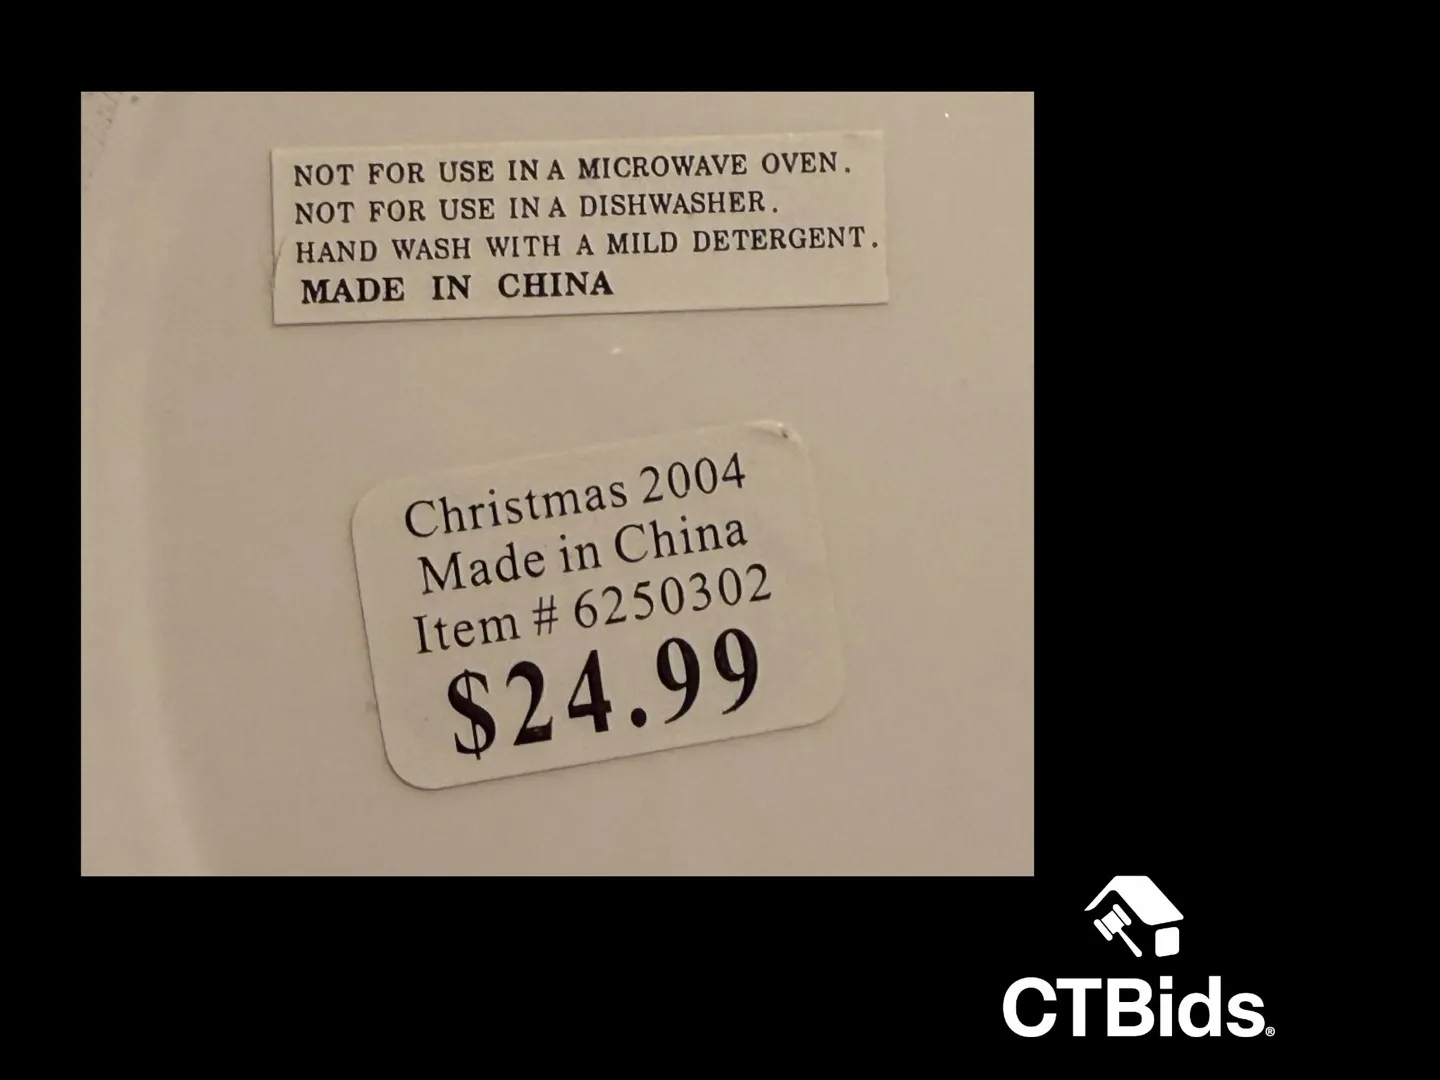 NOT FOR USE IN A MICROWAVE OVEN.
NOT FOR USE IN A DISHWASHER.
HAND WASH WITH A MILD DETERGENT.
MADE IN CHINA
Christmas 2004
Made in China
Item # 6250302
$24.99
CTBids®